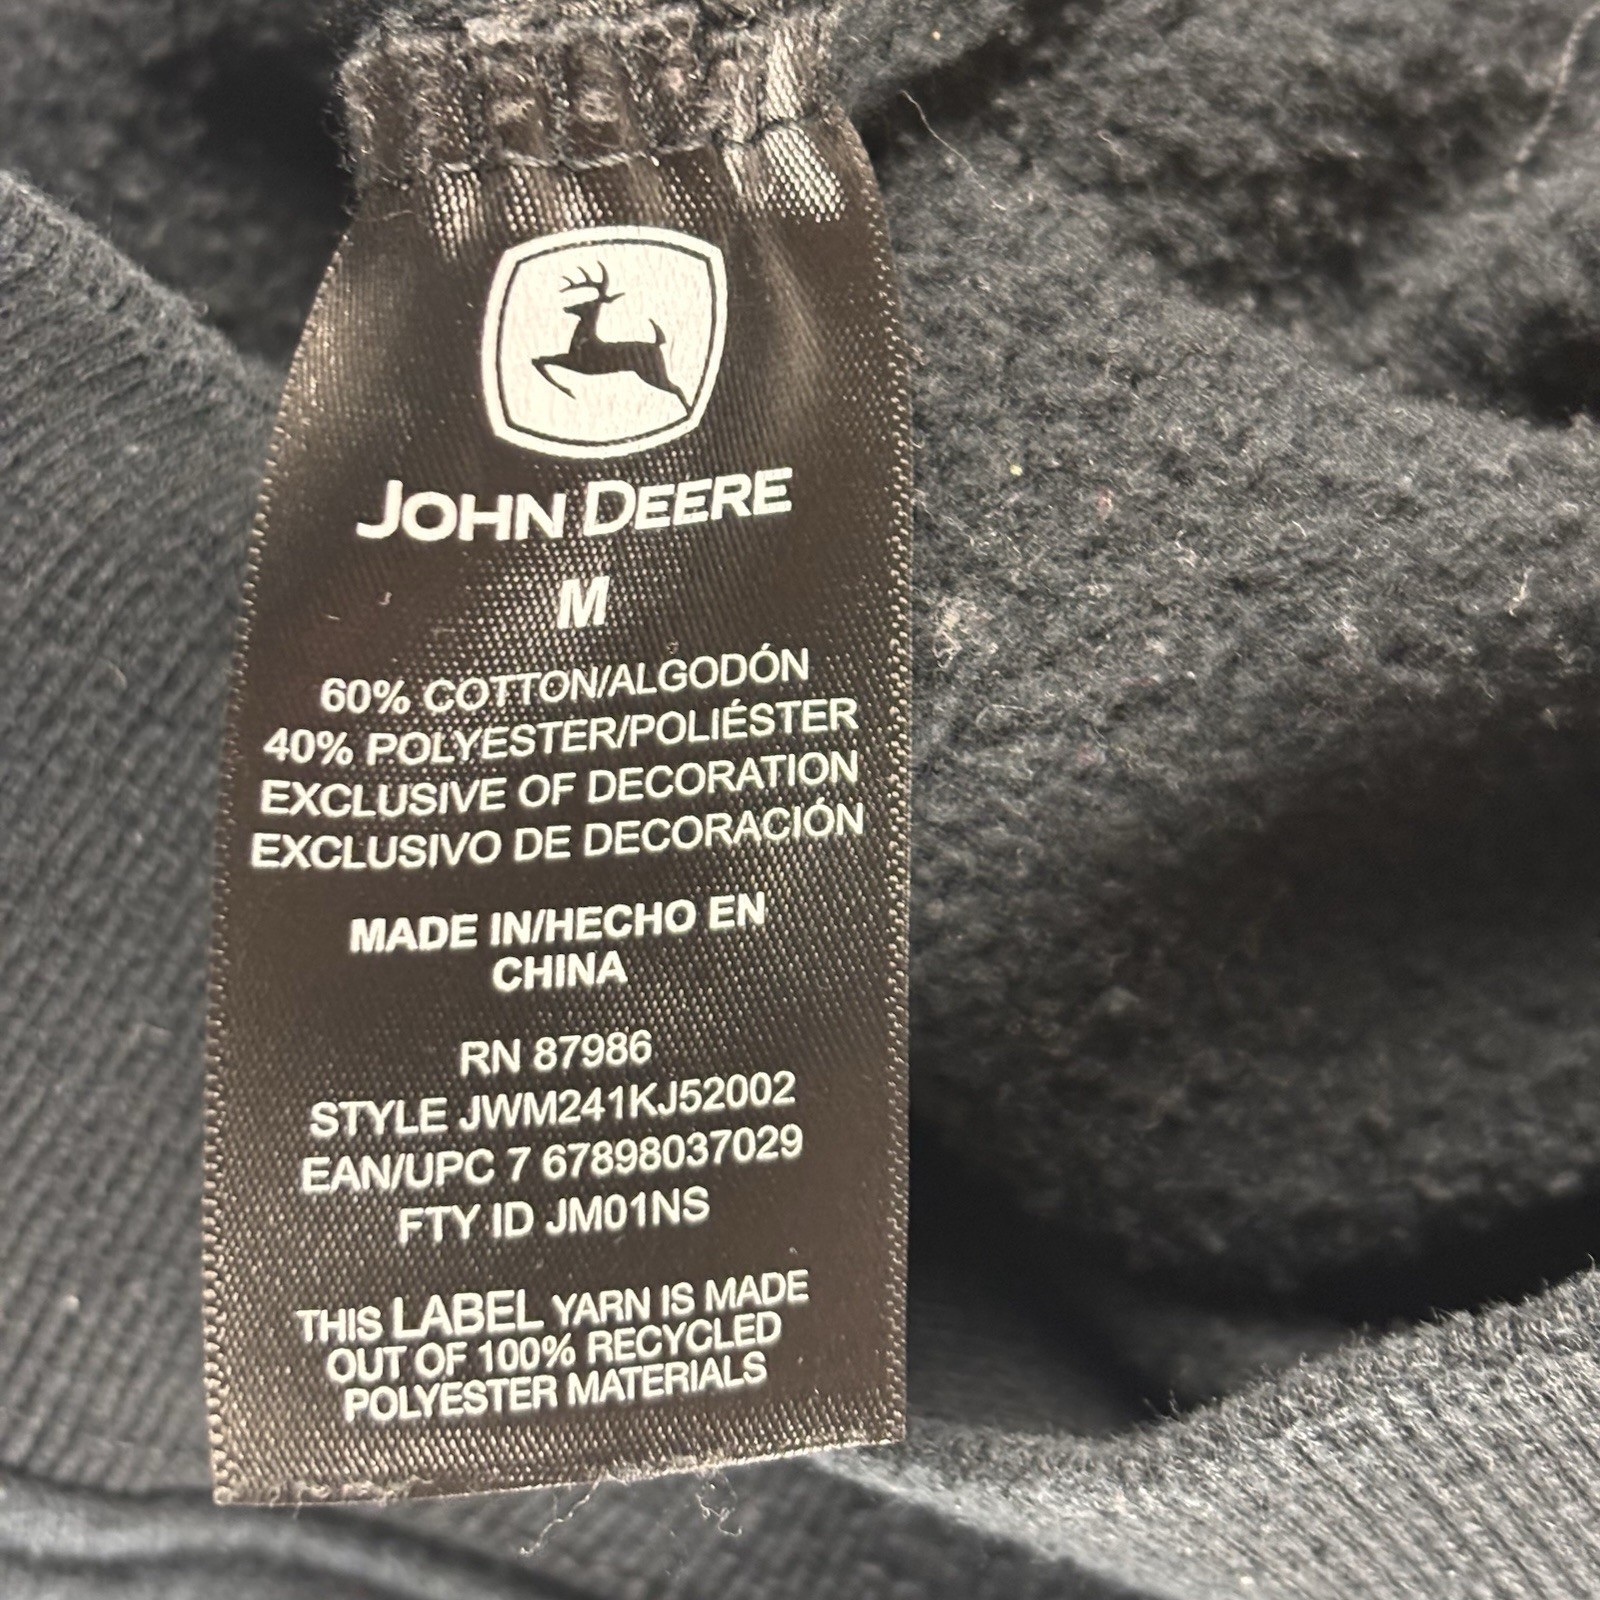 JOHN DEERE
M
60% COTTON/ALGODÓN
40% POLYESTER/POLIÉSTER
EXCLUSIVE OF DECORATION
EXCLUSIVO DE DECORACIÓN
MADE IN/HECHO EN
CHINA
RN 87986
STYLE JWM241KJ52002
EAN/UPC 7 67898037029
FTY ID JM01NS
THIS LABEL YARN IS MADE
OUT OF 100% RECYCLED
POLYESTER MATERIALS